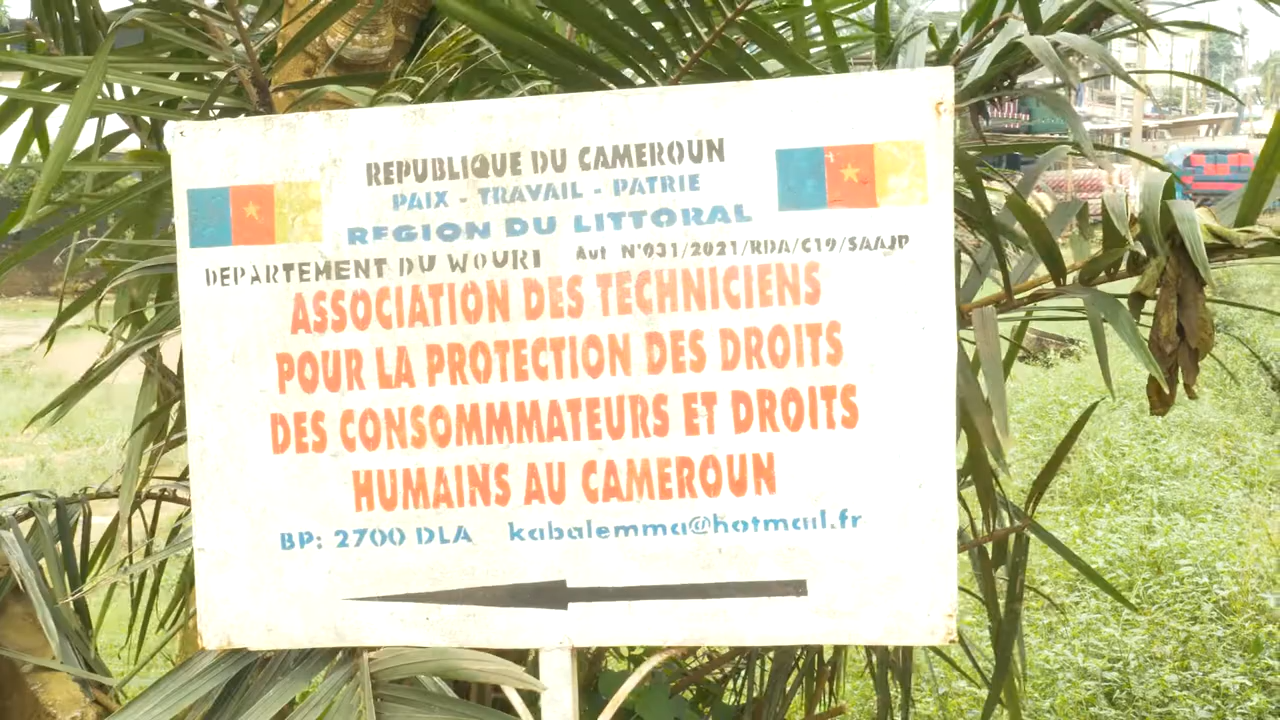 REPUBLIQUE DU CAMEROUN
PAIX - TRAVAIL - PATRIE
REGION DU LITTORAL
DEPARTEMENT DU WOURI Aut N°031/2021/RDA/C19/SAAJP
ASSOCIATION DES TECHNICIENS
POUR LA PROTECTION DES DROITS
DES CONSOMMMATEURS ET DROITS
HUMAINS AU CAMEROUN
BP: 2700 DLA kabalemma@hotmail.fr